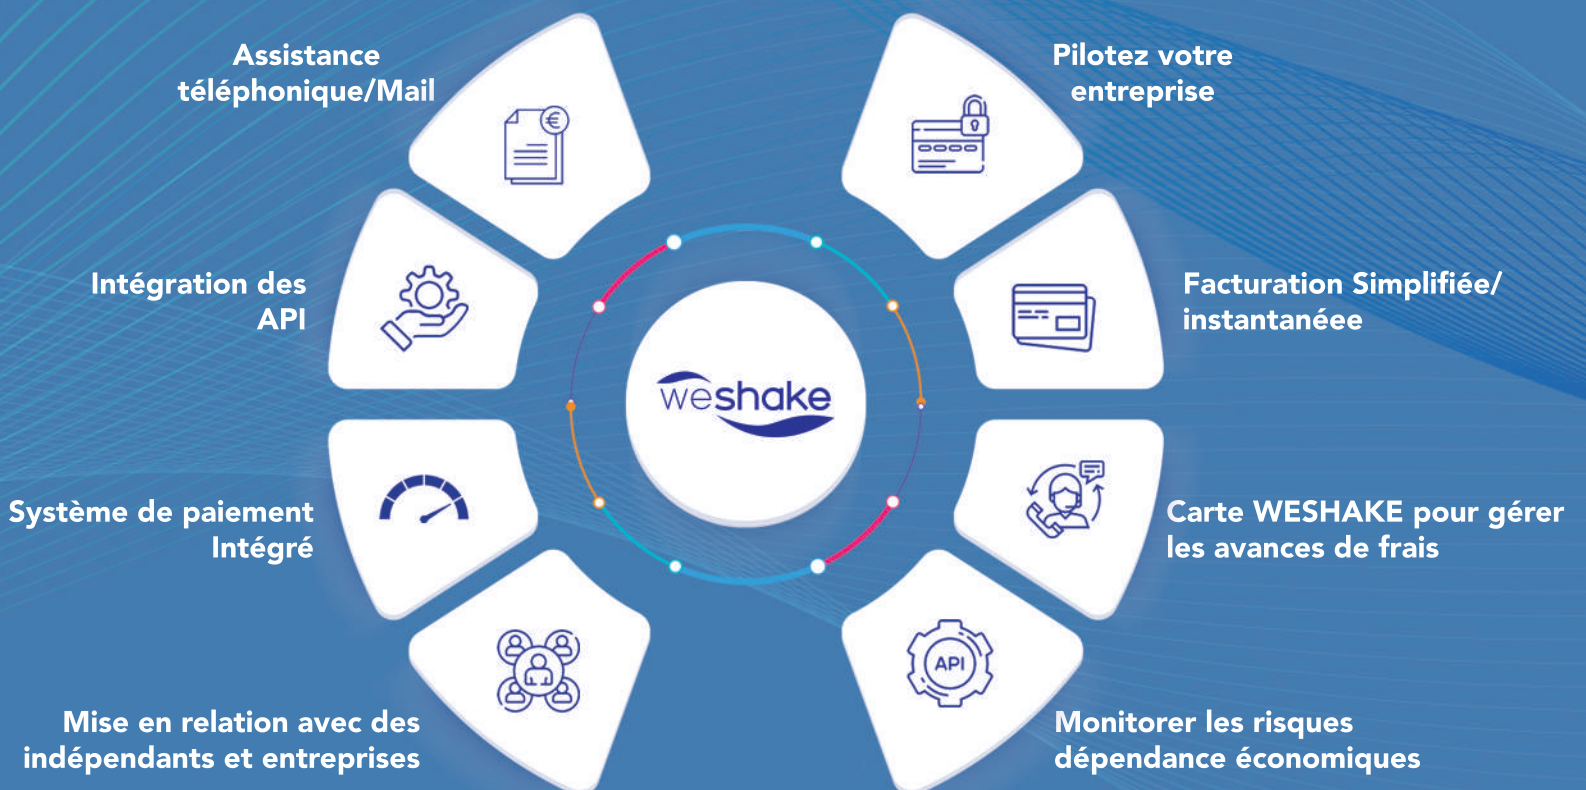 Assistance
téléphonique/Mail
Pilotez votre
entreprise
Intégration des
API
Facturation Simplifiée/
instantanéee
weshake
Système de paiement
Intégré
Carte WESHAKE pour gérer
les avances de frais
API
Mise en relation avec des
indépendants et entreprises
Monitorer les risques
dépendance économiques